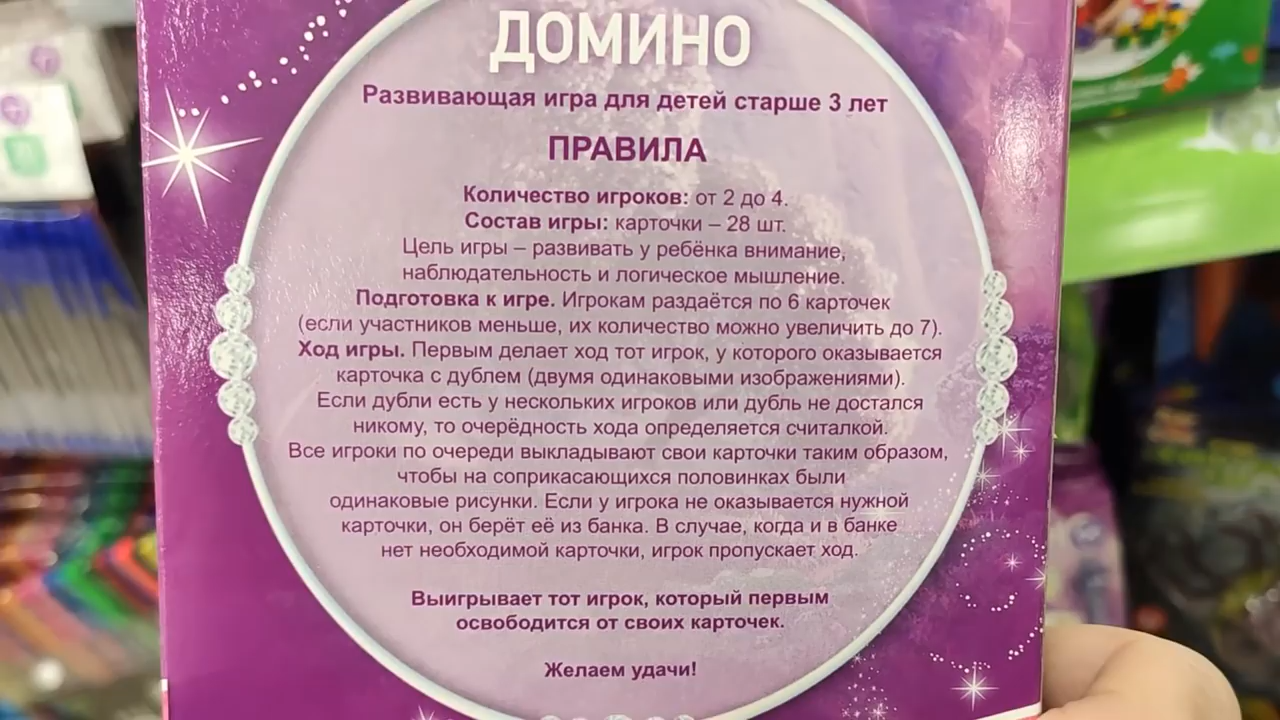 ДОМИНО
Развивающая игра для детей старше 3 лет
ПРАВИЛА
Количество игроков: от 2 до 4.
Состав игры: карточки – 28 шт.
Цель игры – развивать у ребёнка внимание,
наблюдательность и логическое мышление.
Подготовка к игре. Игрокам раздаётся по 6 карточек
(если участников меньше, их количество можно увеличить до 7).
Ход игры. Первым делает ход тот игрок, у которого оказывается
карточка с дублем (двумя одинаковыми изображениями).
Если дубли есть у нескольких игроков или дубль не достался
никому, то очерёдность хода определяется считалкой.
Все игроки по очереди выкладывают свои карточки таким образом,
чтобы на соприкасающихся половинках были
одинаковые рисунки. Если у игрока не оказывается нужной
карточки, он берёт её из банка. В случае, когда и в банке
нет необходимой карточки, игрок пропускает ход.
Выигрывает тот игрок, который первым
освободится от своих карточек.
Желаем удачи!